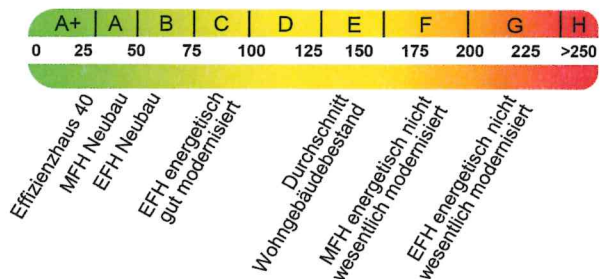 A+ A B C D E F G H
0 25 50 75 100 125 150 175 200 225 >250
Effizienzhaus 40
MFH Neubau
EFH Neubau
EFH energetisch
gut modernisiert
Durchschnitt
Wohngebäudebestand
MFH energetisch nicht
wesentlich modernisiert
EFH energetisch nicht
wesentlich modernisiert